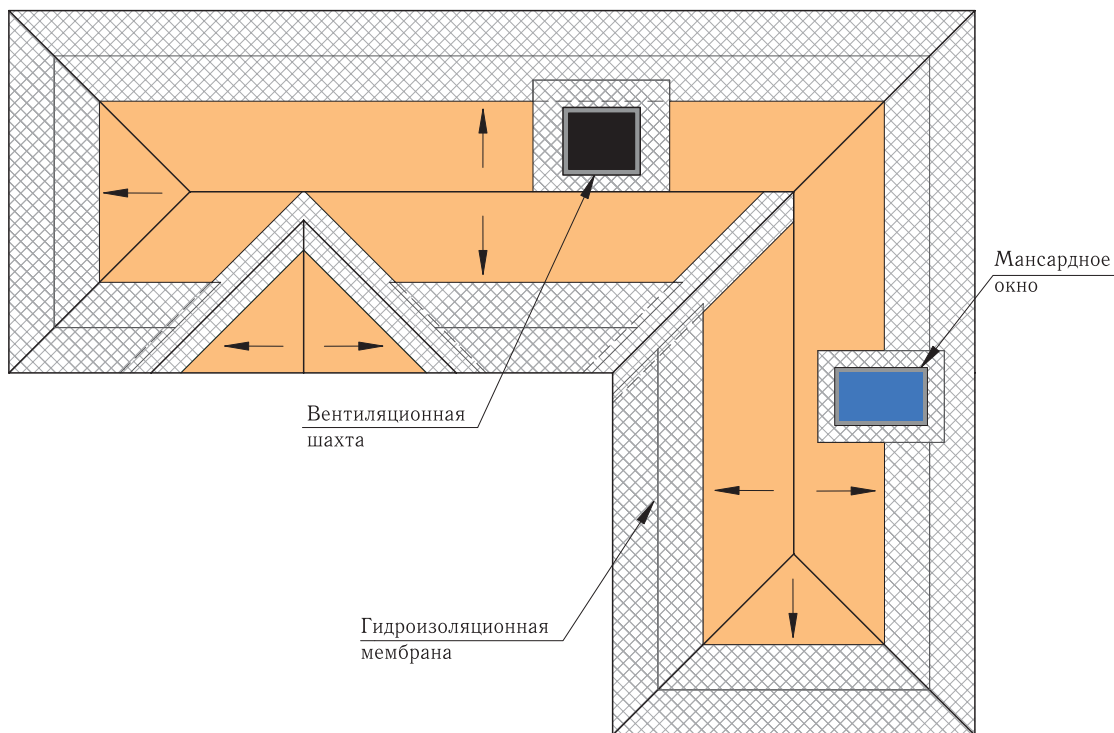 Мансардное
окно
Вентиляционная
шахта
Гидроизоляционная
мембрана